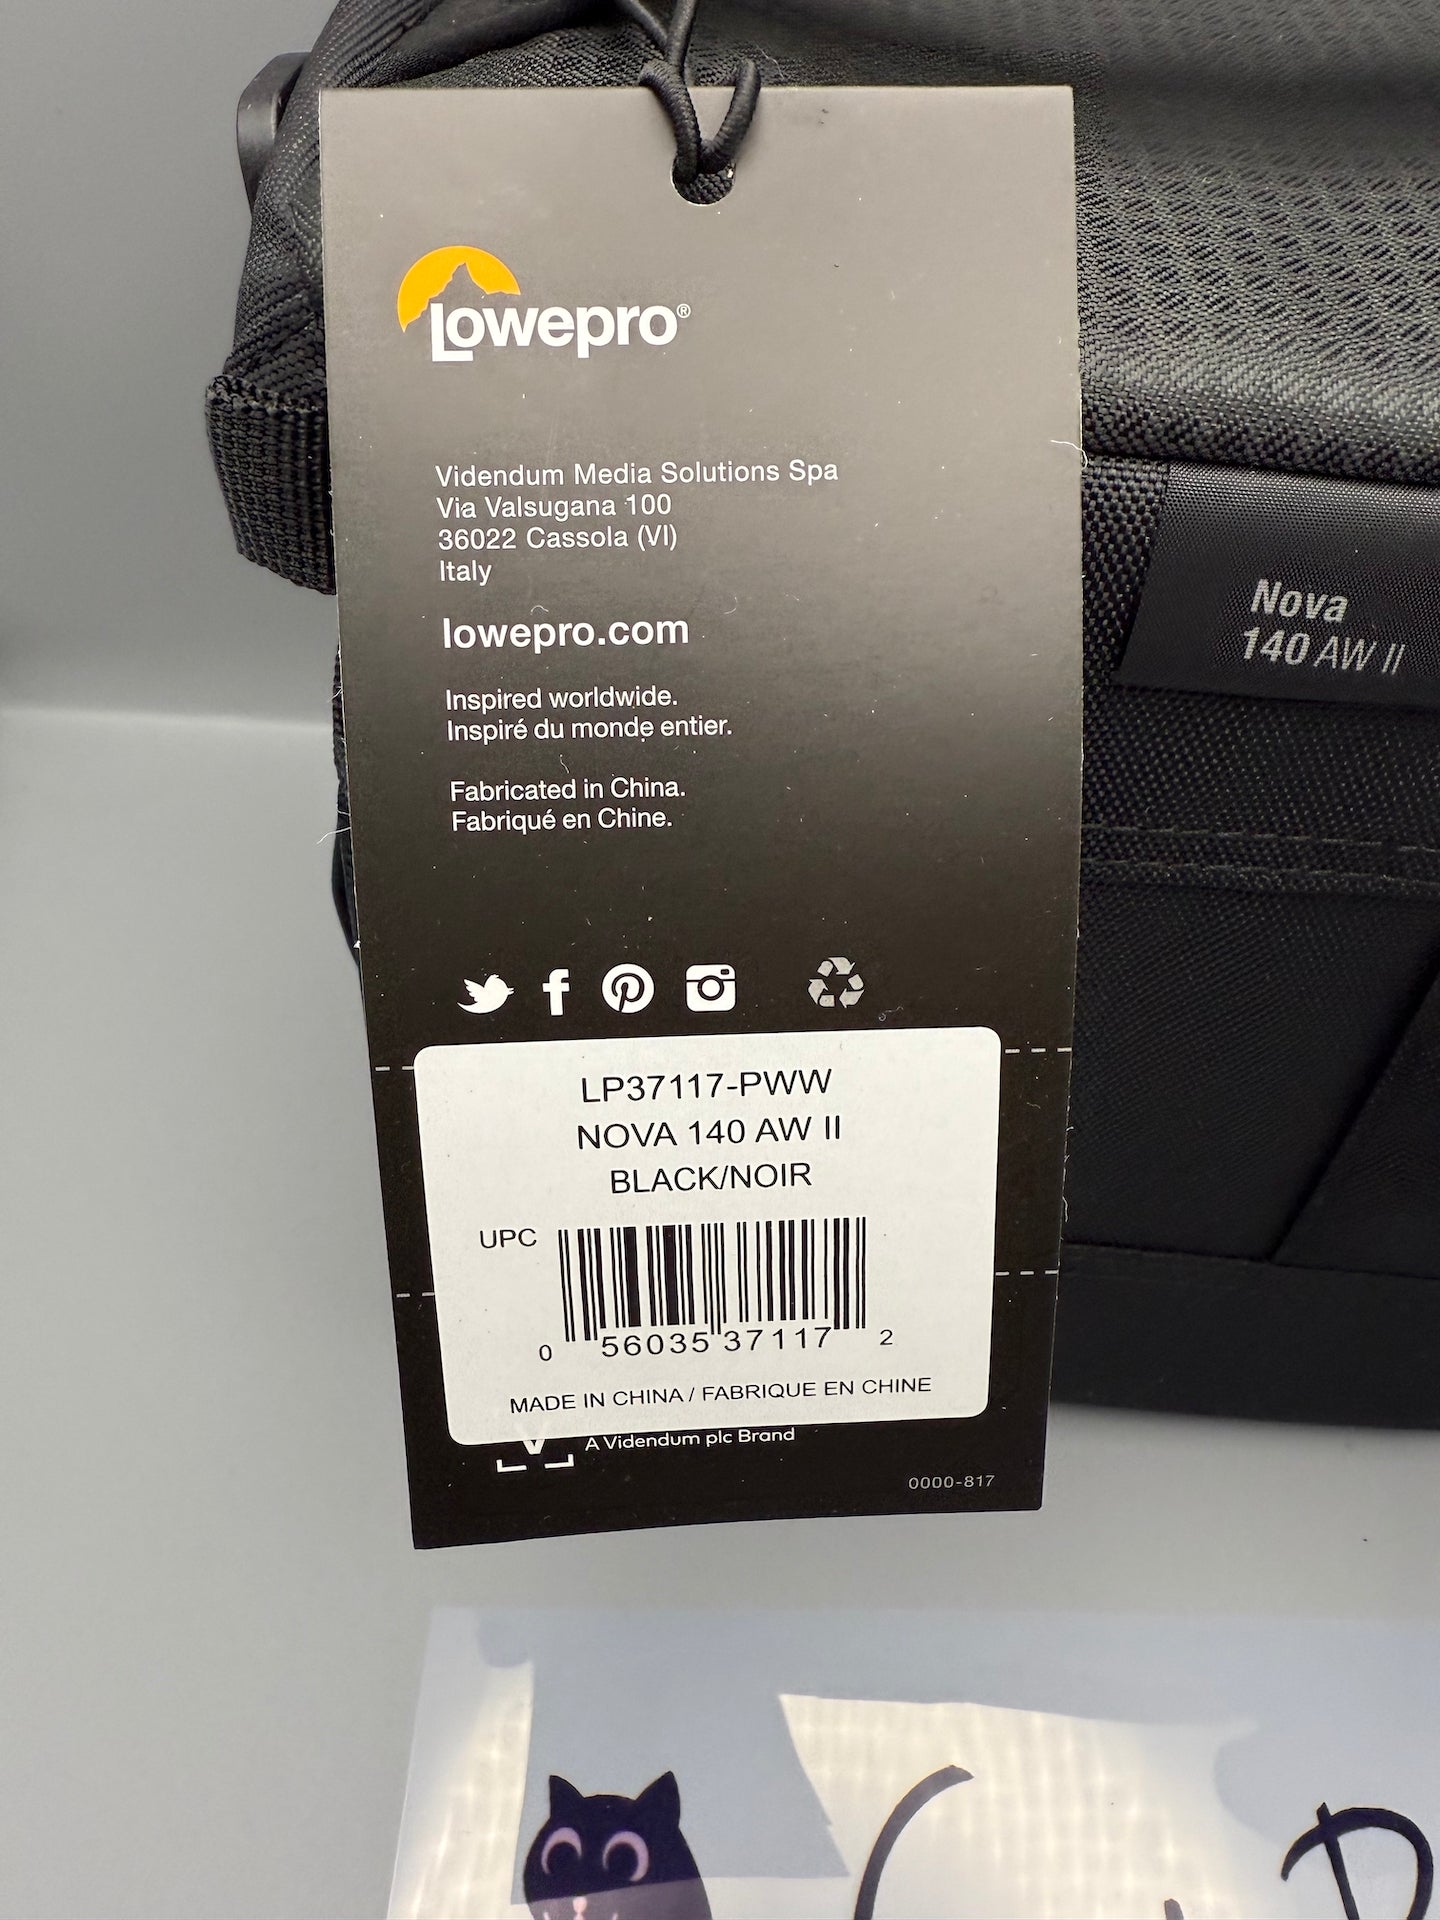 Lowepro®
Videndum Media Solutions Spa
Via Valsugana 100
36022 Cassola (VI)
Italy
lowepro.com
Inspired worldwide.
Inspiré du monde entier.
Fabricated in China.
Fabriqué en Chine.
LP37117-PWW
NOVA 140 AW II
BLACK/NOIR
UPC
0 56035 37117 2
MADE IN CHINA / FABRIQUE EN CHINE
A Videndum plc Brand
0000-817
Nova
140 AW II